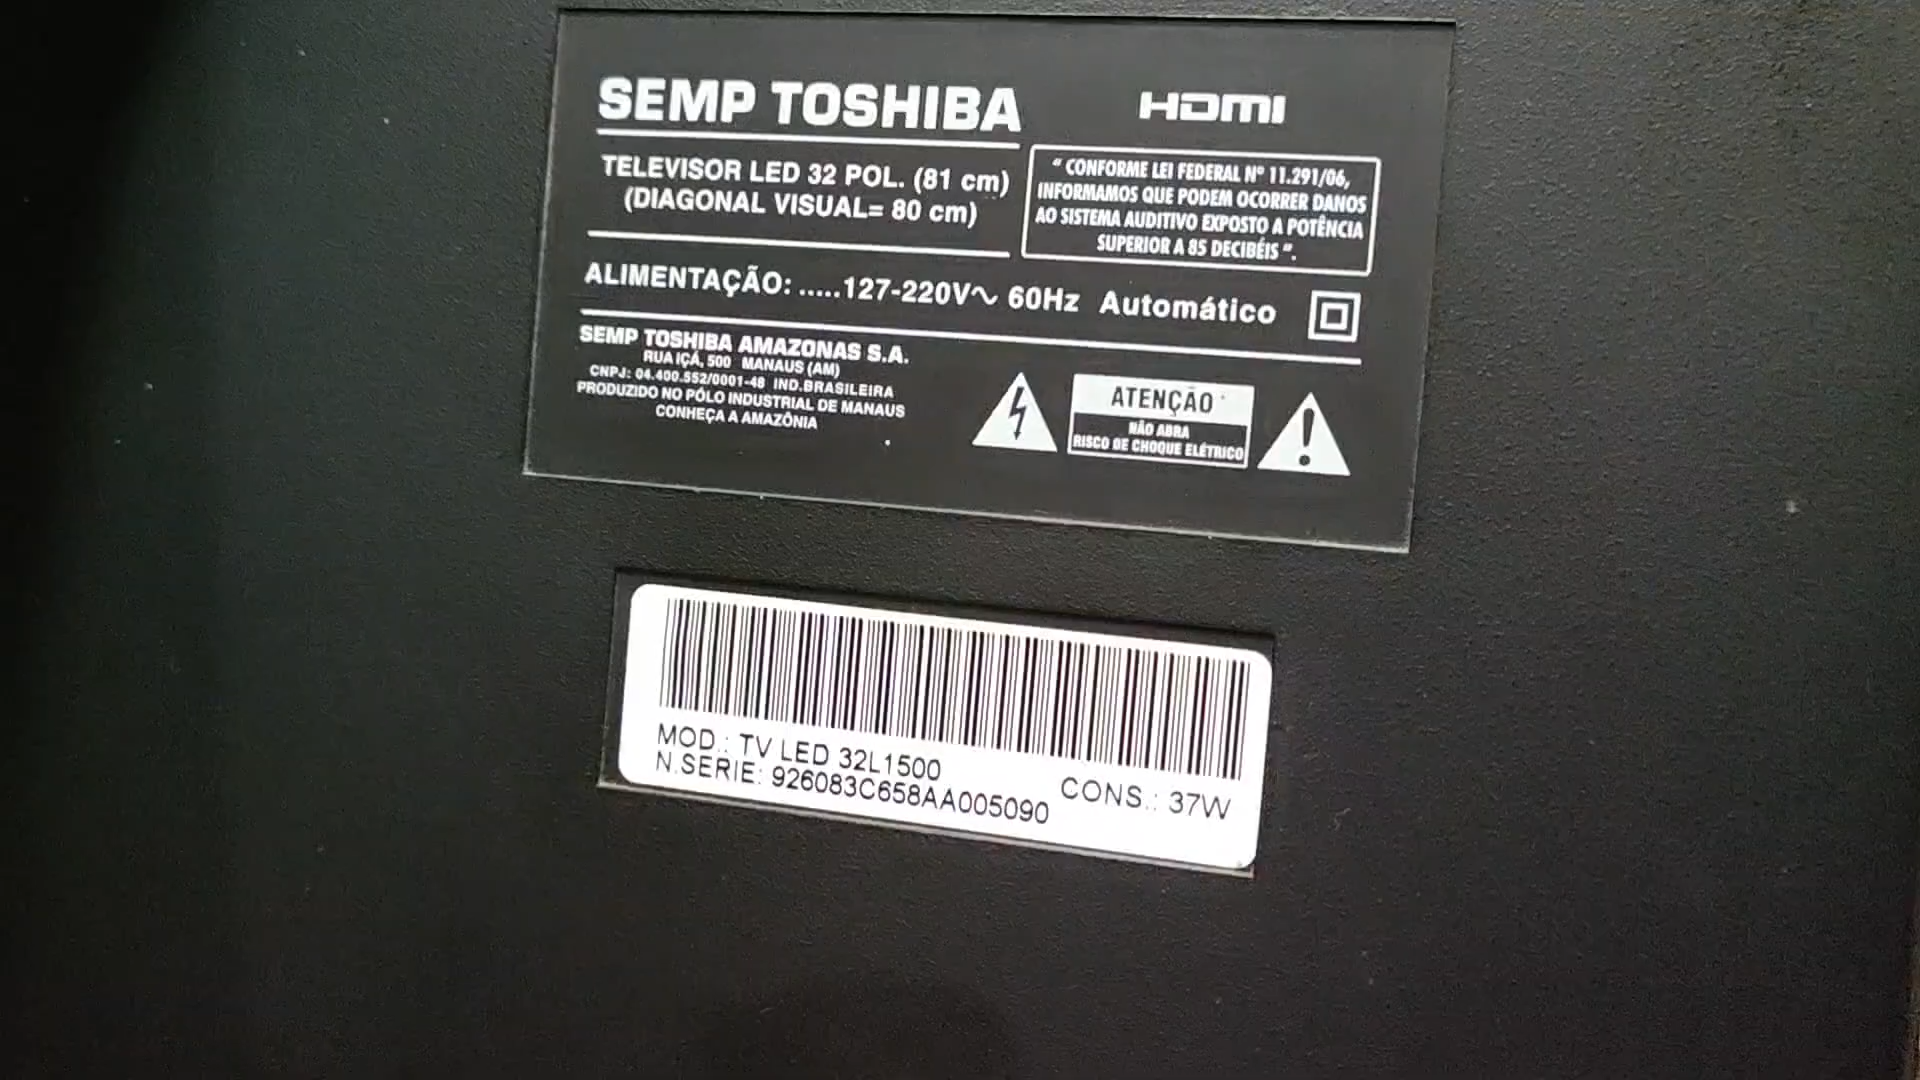 SEMP TOSHIBA
HDMI
TELEVISOR LED 32 POL. (81 cm)
(DIAGONAL VISUAL= 80 cm)
“ CONFORME LEI FEDERAL Nº 11.291/06,
INFORMAMOS QUE PODEM OCORRER DANOS
AO SISTEMA AUDITIVO EXPOSTO A POTÊNCIA
SUPERIOR A 85 DECIBÉIS ”.
ALIMENTAÇÃO: .....127-220V∿ 60Hz Automático
SEMP TOSHIBA AMAZONAS S.A.
RUA IÇÁ, 500 MANAUS (AM)
CNPJ: 04.400.552/0001-48 IND.BRASILEIRA
PRODUZIDO NO PÓLO INDUSTRIAL DE MANAUS
CONHEÇA A AMAZÔNIA
ATENÇÃO
NÃO ABRA
RISCO DE CHOQUE ELÉTRICO
MOD.: TV LED 32L1500
N.SERIE: 926083C658AA005090
CONS.: 37W